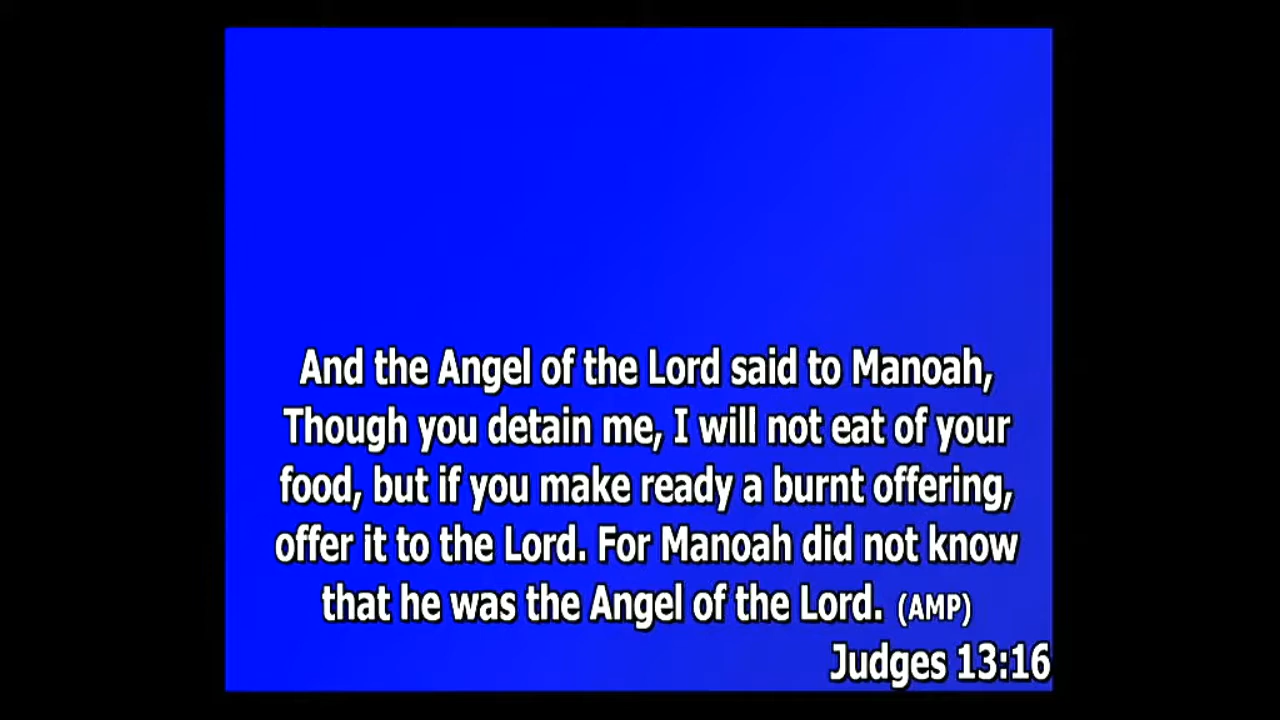 And the Angel of the Lord said to Manoah,
Though you detain me, I will not eat of your
food, but if you make ready a burnt offering,
offer it to the Lord. For Manoah did not know
that he was the Angel of the Lord. (AMP)
Judges 13:16